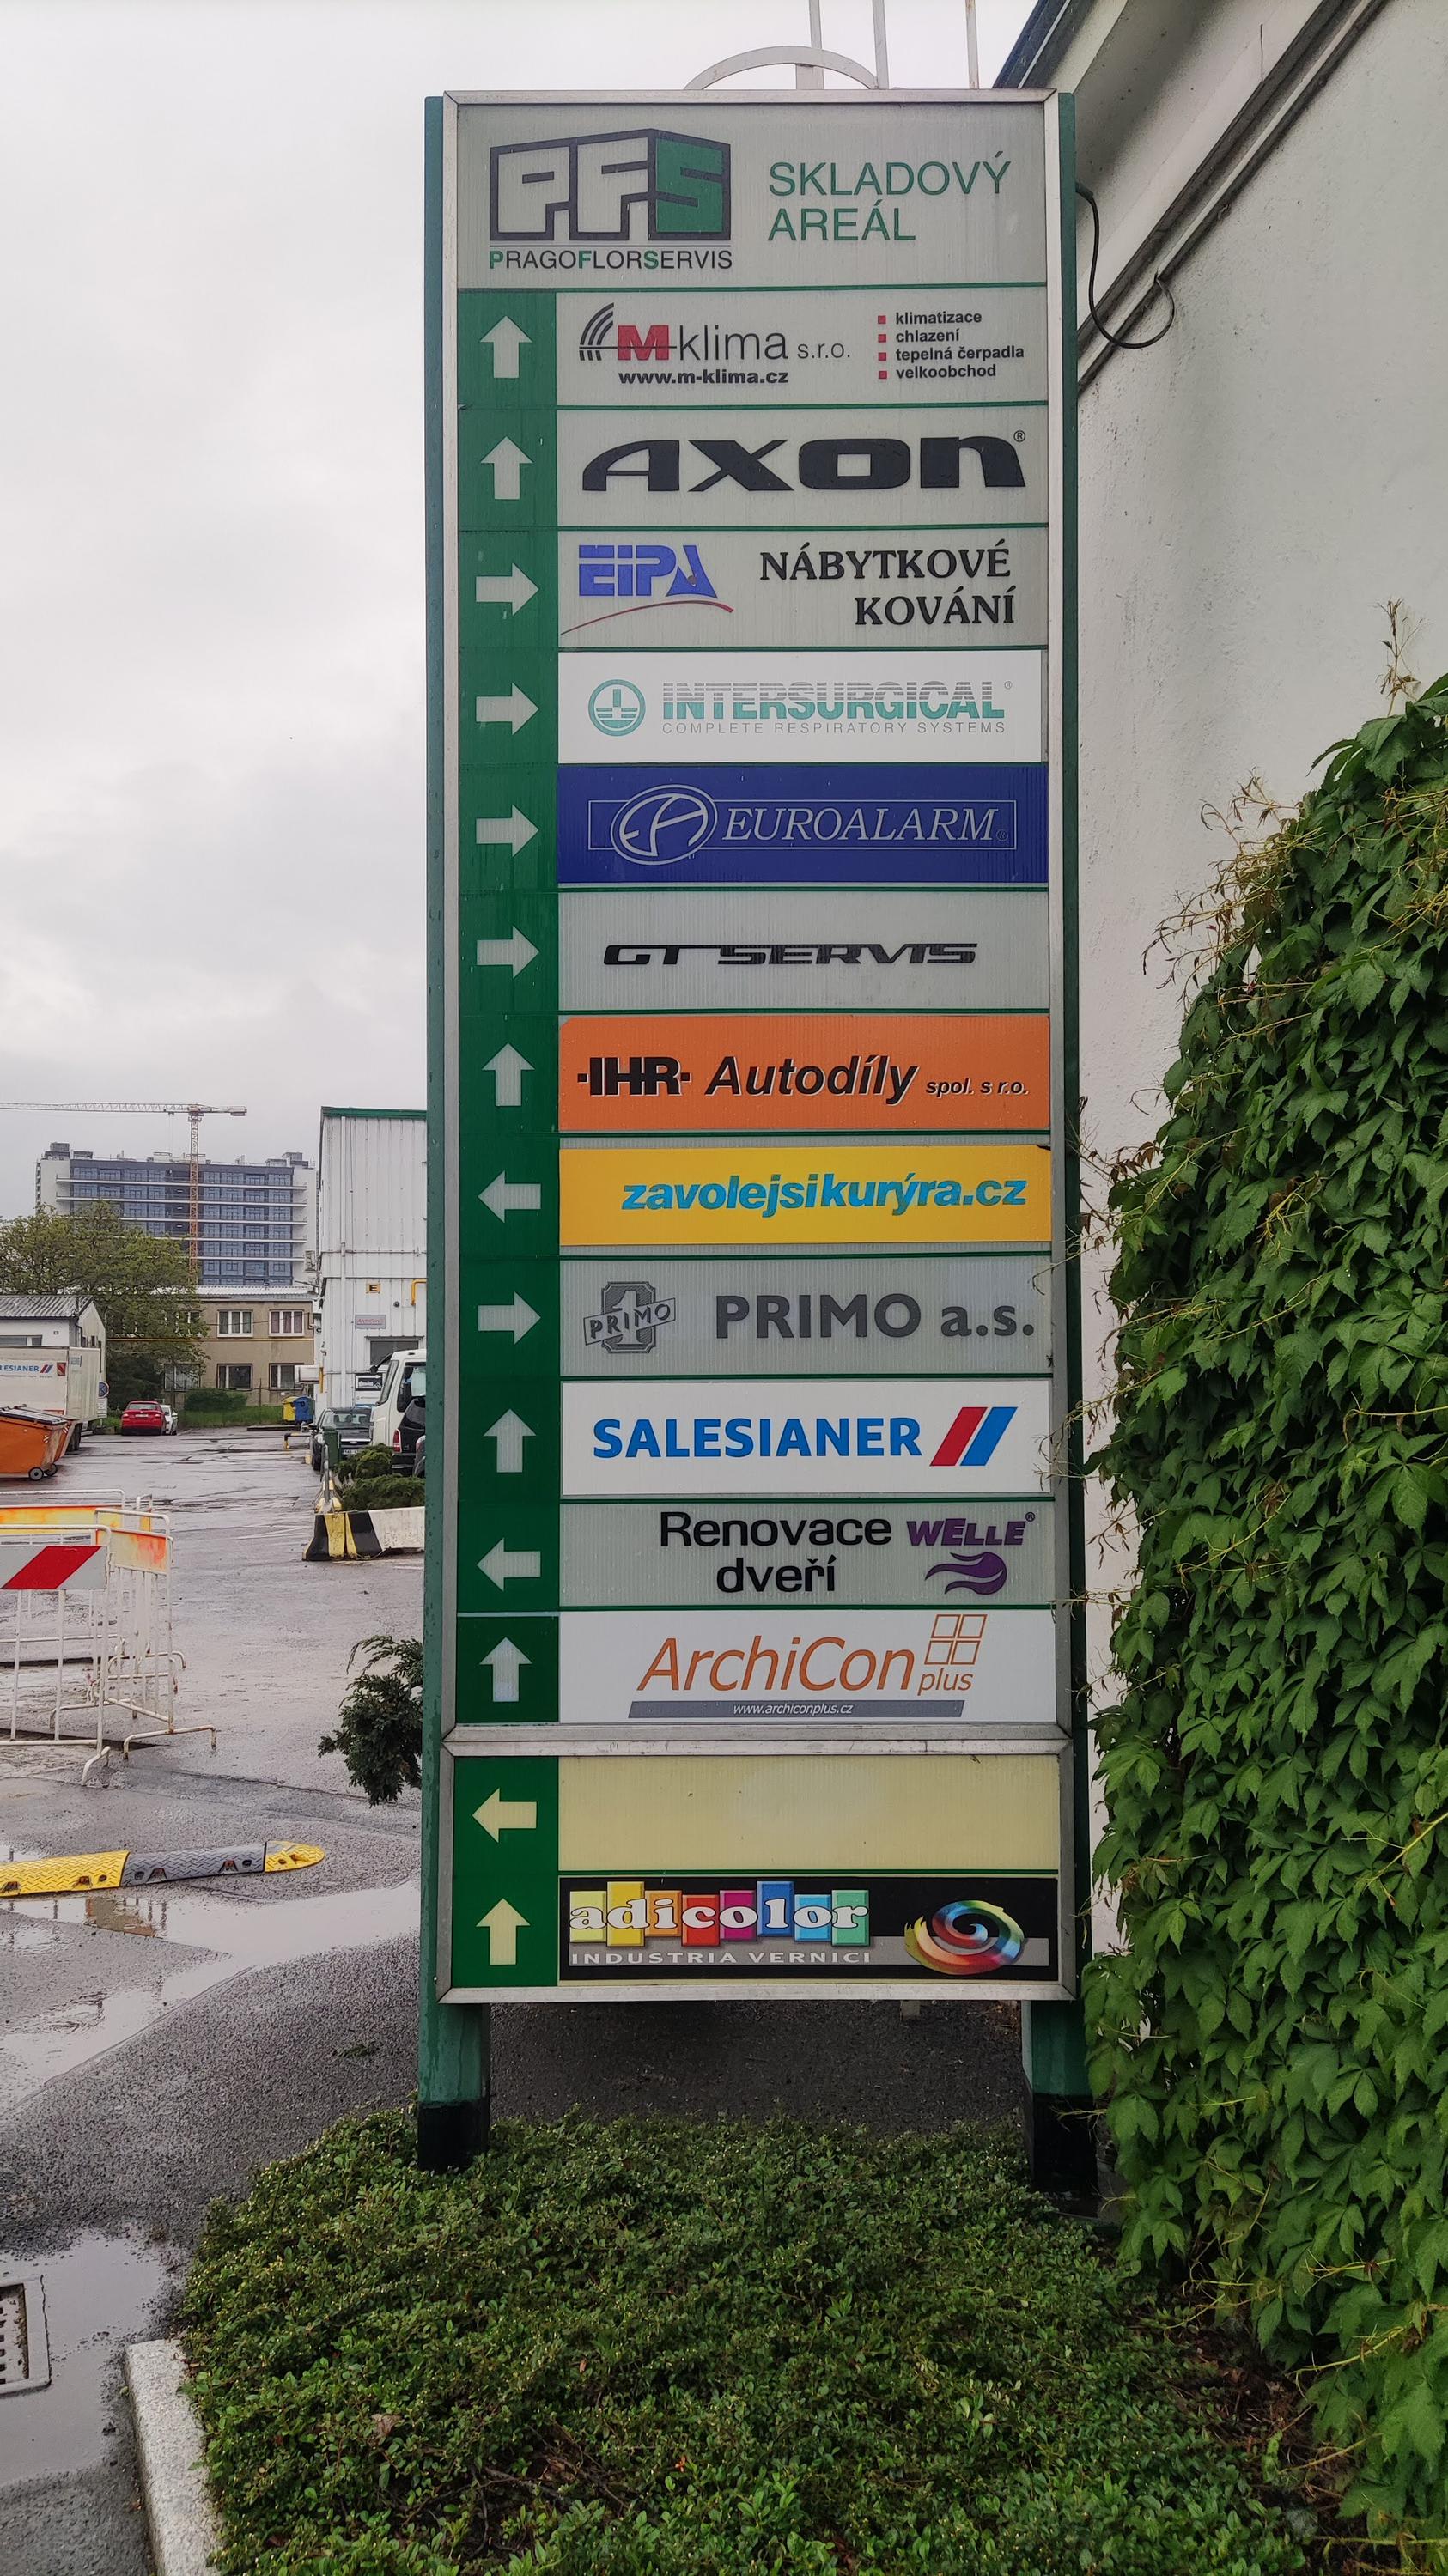 PFS
PRAGOFLORSERVIS
SKLADOVÝ
AREÁL
M-klima s.r.o.
www.m-klima.cz
klimatizace
chlazení
tepelná čerpadla
velkoobchod
AXON®
EIPA
NÁBYTKOVÉ
KOVÁNÍ
INTERSURGICAL®
COMPLETE RESPIRATORY SYSTEMS
EA EUROALARM®
GT SERVIS
·IHR· Autodíly spol. s r.o.
zavolejsikurýra.cz
PRIMO
PRIMO a.s.
SALESIANER
Renovace
dveří
WELLE®
ArchiCon
plus
www.archiconplus.cz
adicolor
INDUSTRIA VERNICI
E
LESIANER